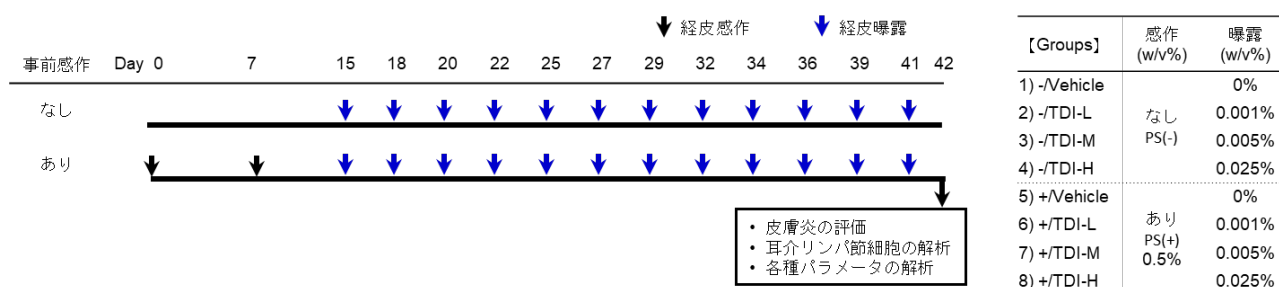 経皮感作 経皮曝露
事前感作 Day 0 7 15 18 20 22 25 27 29 32 34 36 39 41 42
なし
あり
• 皮膚炎の評価
• 耳介リンパ節細胞の解析
• 各種パラメータの解析
【Groups】 感作 (w/v%) 曝露 (w/v%)
1) -/Vehicle 0%
2) -/TDI-L 0.001%
なし
PS(-)
3) -/TDI-M 0.005%
4) -/TDI-H 0.025%
5) +/Vehicle 0%
6) +/TDI-L 0.001%
あり
PS(+)
0.5%
7) +/TDI-M 0.005%
8) +/TDI-H 0.025%